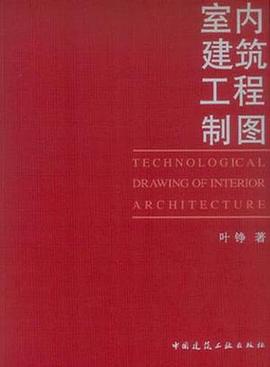 室内
建筑
工程
制图
TECHNOLOGICAL
DRAWING OF INTERIOR
ARCHITECTURE
叶铮 著
中国建筑工业出版社